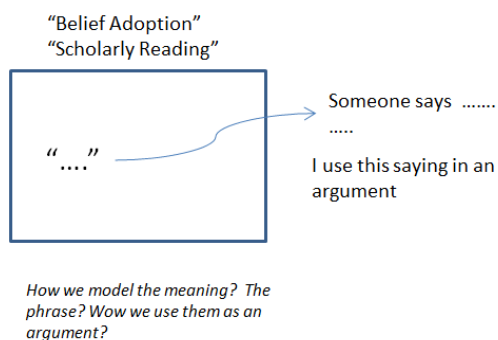 “Belief Adoption”
“Scholarly Reading”
“....”
Someone says .......
.....
I use this saying in an
argument
How we model the meaning? The
phrase? Wow we use them as an
argument?